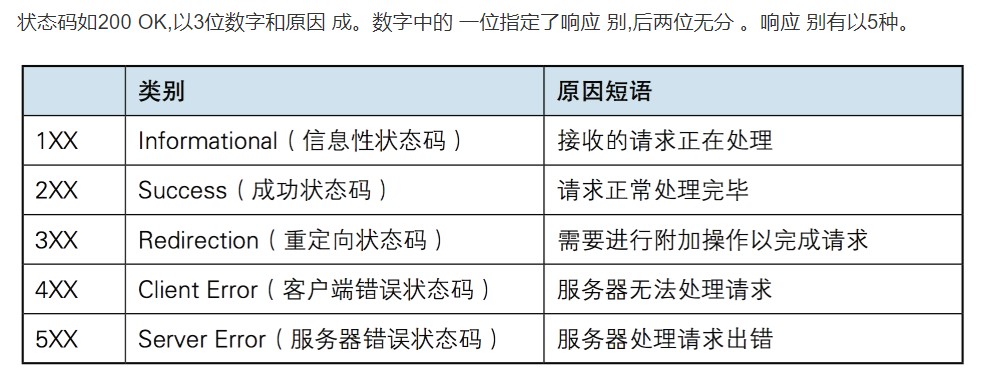 状态码如200 OK,以3位数字和原因 成。数字中的 一位指定了响应 别,后两位无分 。响应 别有以5种。
类别 原因短语
1XX Informational（信息性状态码） 接收的请求正在处理
2XX Success（成功状态码） 请求正常处理完毕
3XX Redirection（重定向状态码） 需要进行附加操作以完成请求
4XX Client Error（客户端错误状态码） 服务器无法处理请求
5XX Server Error（服务器错误状态码） 服务器处理请求出错